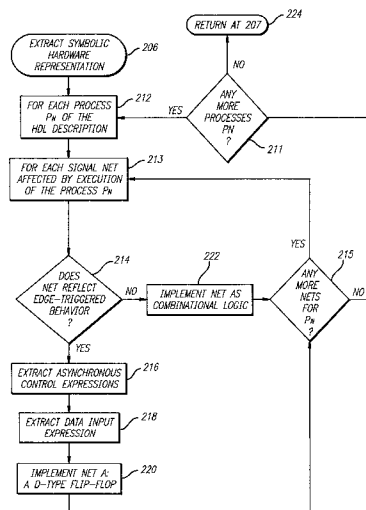 EXTRACT SYMBOLIC
HARDWARE
REPRESENTATION
206
RETURN AT 207
224
FOR EACH PROCESS
PN OF THE
HDL DESCRIPTION
212
YES
ANY
MORE
PROCESSES
PN
?
NO
211
FOR EACH SIGNAL NET
AFFECTED BY EXECUTION
OF THE PROCESS PN
213
DOES
NET REFLECT
EDGE-TRIGGERED
BEHAVIOR
?
214
NO
YES
IMPLEMENT NET AS
COMBINATIONAL LOGIC
222
ANY
MORE
NETS
FOR
PN
?
YES
215
NO
EXTRACT ASYNCHRONOUS
CONTROL EXPRESSIONS
216
EXTRACT DATA INPUT
EXPRESSION
218
IMPLEMENT NET A:
A D-TYPE FLIP-FLOP
220